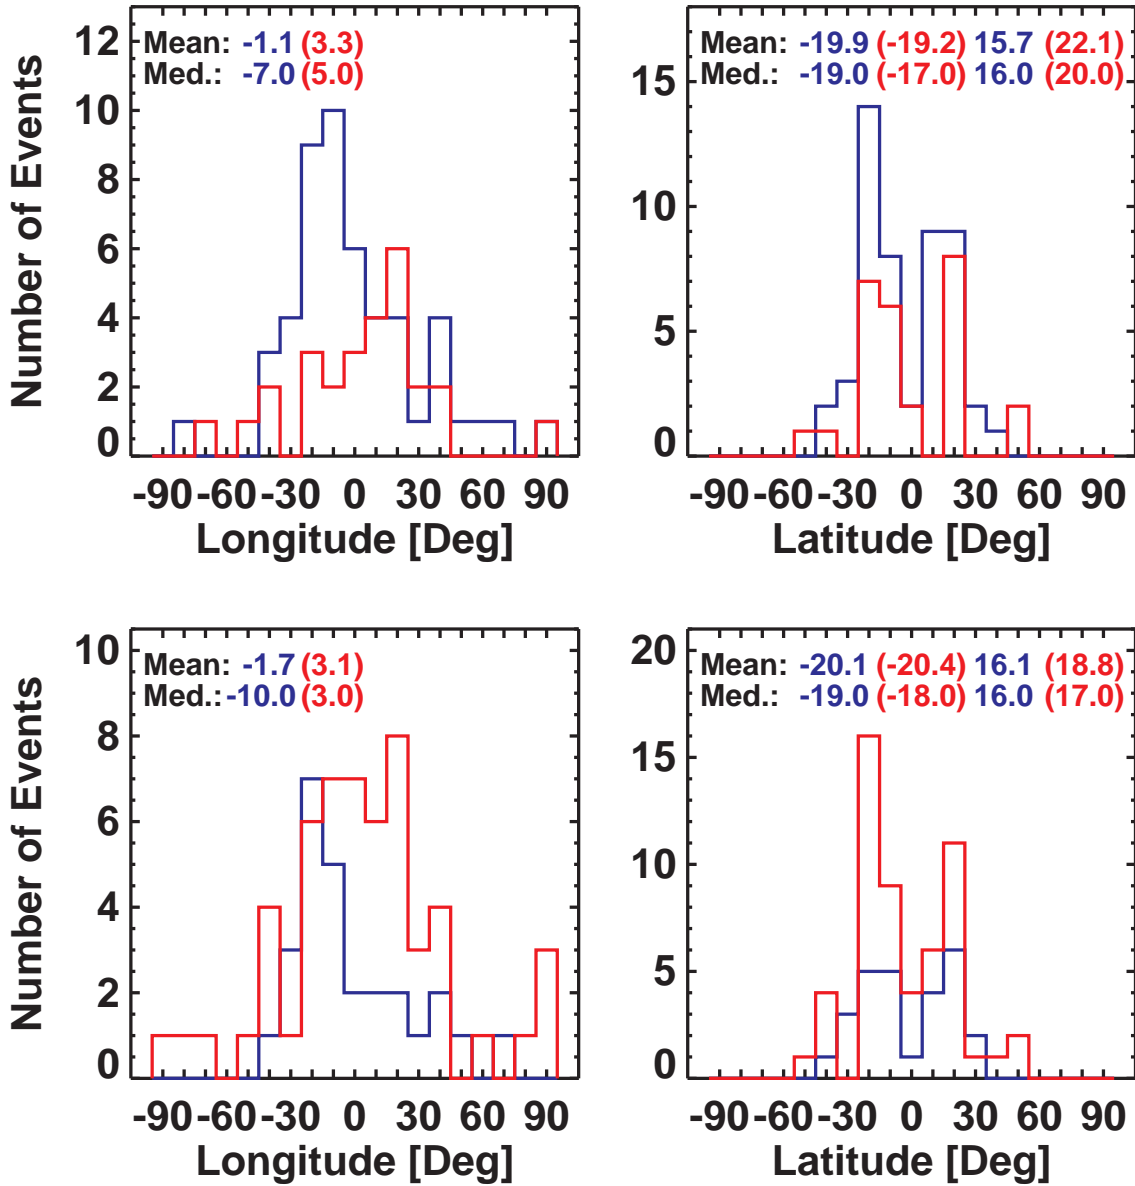 Mean: -1.1 (3.3)
Med.: -7.0 (5.0)
12
10
8
6
4
2
0
Number of Events
-90 -60 -30 0 30 60 90
Longitude [Deg]
Mean: -19.9 (-19.2) 15.7 (22.1)
Med.: -19.0 (-17.0) 16.0 (20.0)
15
10
5
0
-90 -60 -30 0 30 60 90
Latitude [Deg]
Mean: -1.7 (3.1)
Med.: -10.0 (3.0)
10
8
6
4
2
0
Number of Events
-90 -60 -30 0 30 60 90
Longitude [Deg]
Mean: -20.1 (-20.4) 16.1 (18.8)
Med.: -19.0 (-18.0) 16.0 (17.0)
20
15
10
5
0
-90 -60 -30 0 30 60 90
Latitude [Deg]